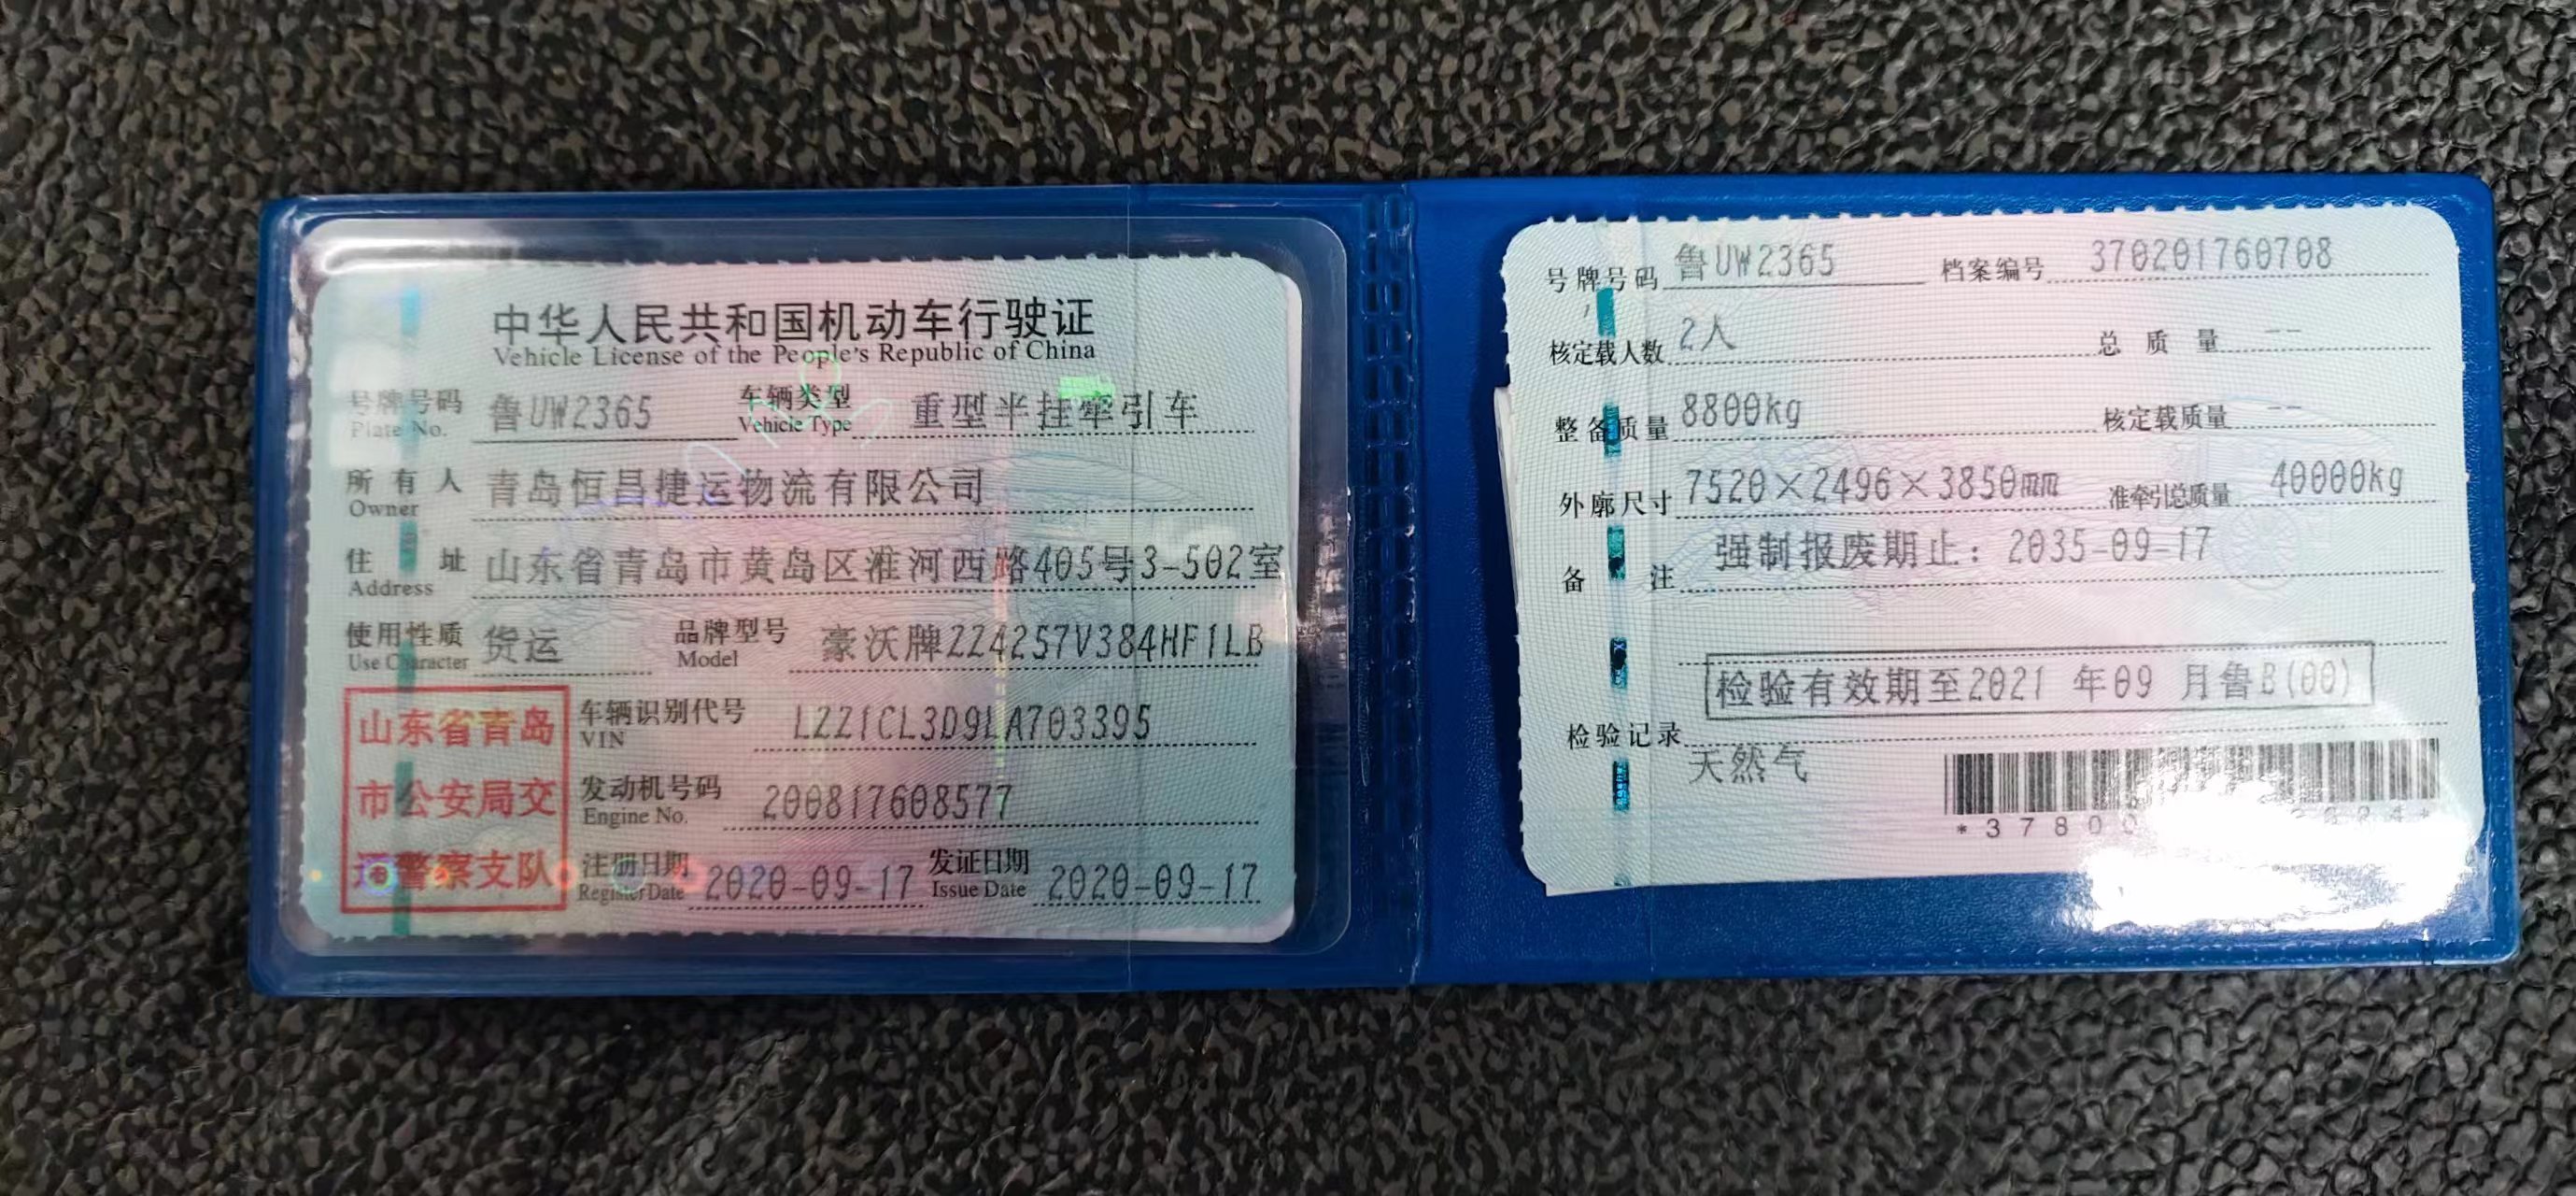 中华人民共和国机动车行驶证
Vehicle License of the People's Republic of China
号牌号码 鲁UW2365 车辆类型 重型半挂牵引车
Plate No. Vehicle Type
所有人 青岛恒昌捷运物流有限公司
Owner
住址 山东省青岛市黄岛区淮河西路405号3-502室
Address
使用性质 货运 品牌型号 豪沃牌ZZ4257V384HF1LB
Use Character Model
山东省青岛
市公安局交
通警察支队
车辆识别代号 LZZ1CL3D9LA703395
VIN
发动机号码 200817608577
Engine No.
注册日期 2020-09-17 发证日期 2020-09-17
Register Date Issue Date
号牌号码 鲁UW2365 档案编号 370201760708
核定载人数 2人 总质量 --
整备质量 8800kg 核定载质量 --
外廓尺寸 7520×2496×3850mm 准牵引总质量 40000kg
备注 强制报废期止：2035-09-17
检验有效期至2021 年09 月鲁B(00)
检验记录
天然气
*3780